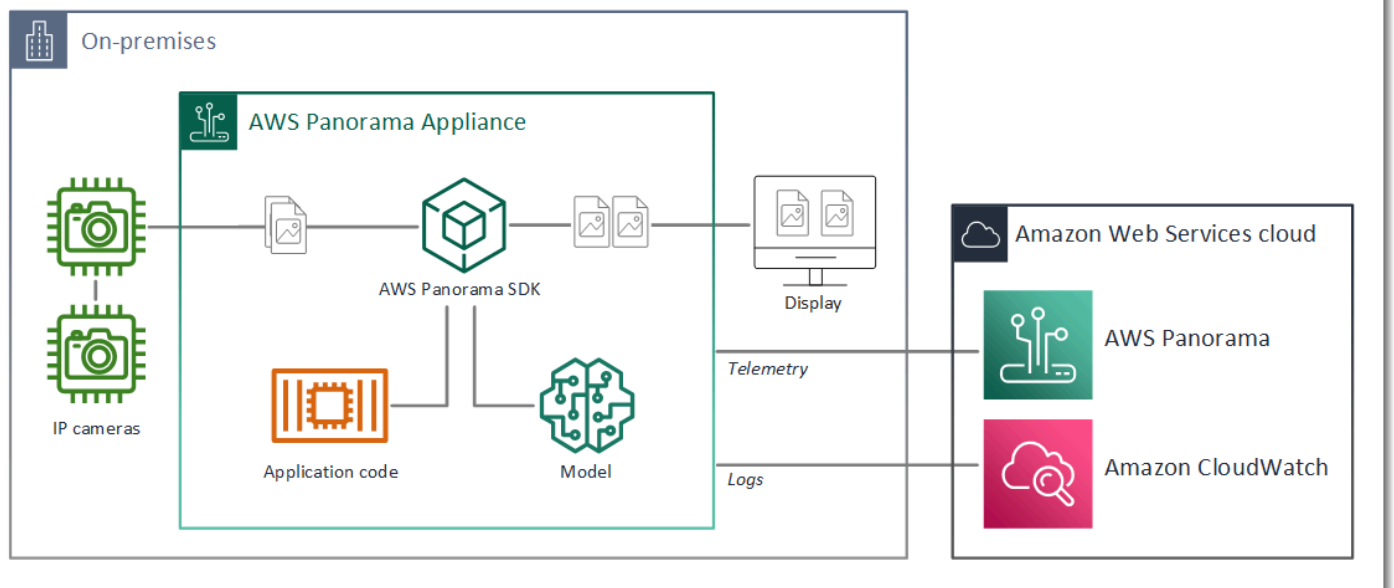 On-premises
AWS Panorama Appliance
AWS Panorama SDK
Display
IP cameras
Application code
Model
Telemetry
Logs
Amazon Web Services cloud
AWS Panorama
Amazon CloudWatch